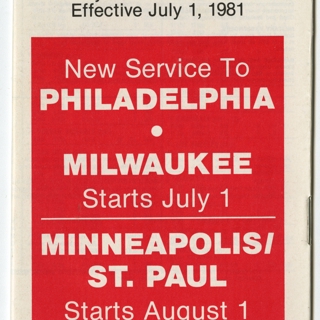 Effective July 1, 1981
New Service To
PHILADELPHIA
•
MILWAUKEE
Starts July 1
MINNEAPOLIS/
ST. PAUL
Starts August 1